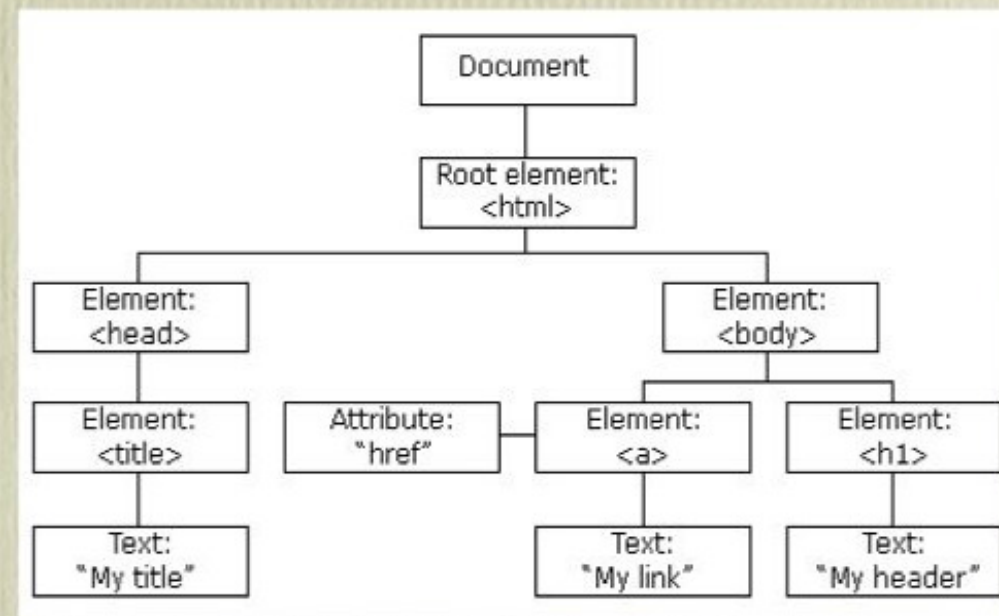 Document
Root element:
<html>
Element:
<head>
Element:
<body>
Element:
<title>
Attribute:
“href”
Element:
<a>
Element:
<h1>
Text:
“My title”
Text:
“My link”
Text:
“My header”